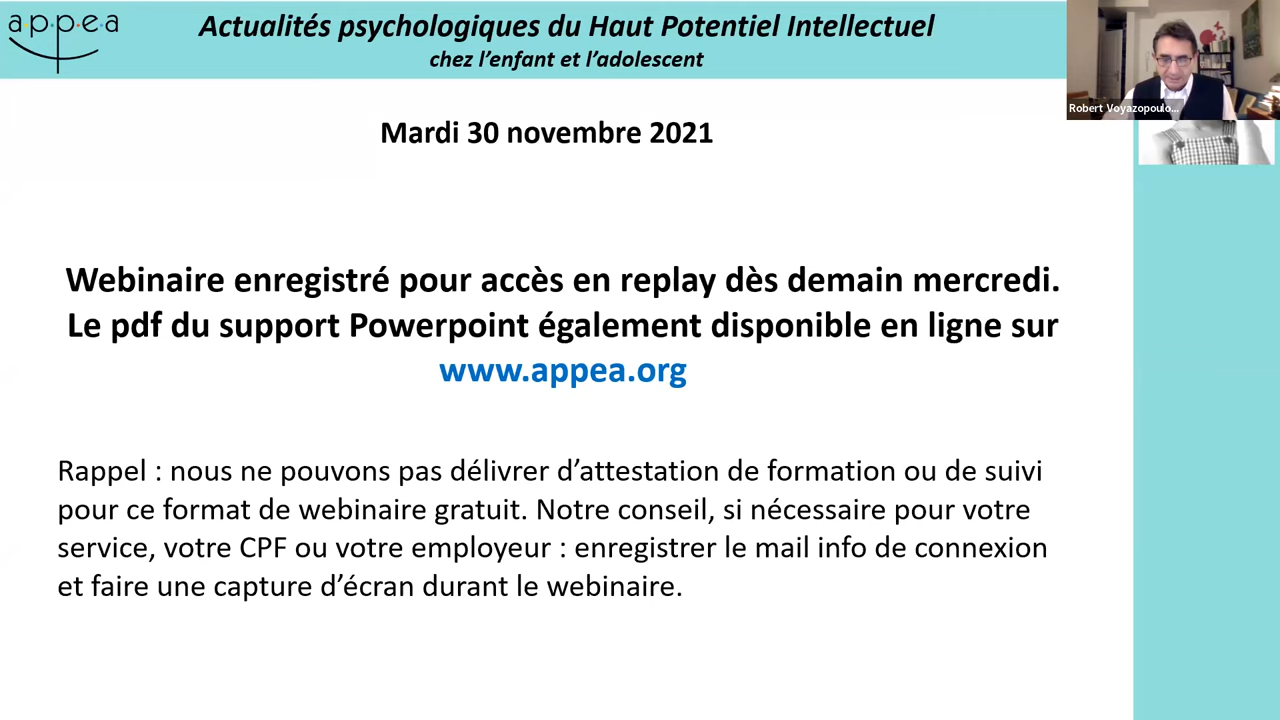 appea
Actualités psychologiques du Haut Potentiel Intellectuel
chez l'enfant et l'adolescent
Robert Voyazopoulo...
Mardi 30 novembre 2021
Webinaire enregistré pour accès en replay dès demain mercredi.
Le pdf du support Powerpoint également disponible en ligne sur
www.appea.org
Rappel : nous ne pouvons pas délivrer d'attestation de formation ou de suivi
pour ce format de webinaire gratuit. Notre conseil, si nécessaire pour votre
service, votre CPF ou votre employeur : enregistrer le mail info de connexion
et faire une capture d'écran durant le webinaire.